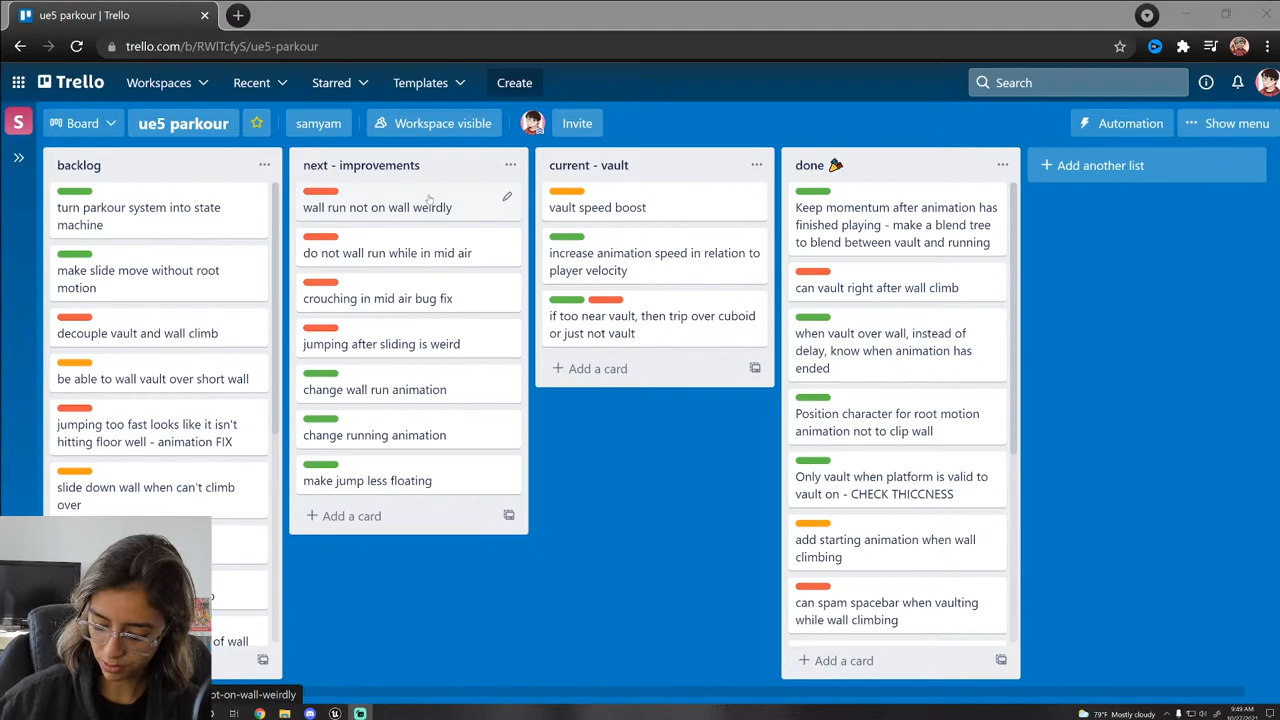 ue5 parkour | Trello
trello.com/b/RWlTcfyS/ue5-parkour
Trello
Workspaces
Recent
Starred
Templates
Create
Search
S
Board
ue5 parkour
samyam
Workspace visible
Invite
Automation
Show menu
backlog
turn parkour system into state
machine
make slide move without root
motion
decouple vault and wall climb
be able to wall vault over short wall
jumping too fast looks like it isn't
hitting floor well - animation FIX
slide down wall when can't climb
over
of wall
next - improvements
wall run not on wall weirdly
do not wall run while in mid air
crouching in mid air bug fix
jumping after sliding is weird
change wall run animation
change running animation
make jump less floating
+ Add a card
current - vault
vault speed boost
increase animation speed in relation to
player velocity
if too near vault, then trip over cuboid
or just not vault
+ Add a card
done 🎉
Keep momentum after animation has
finished playing - make a blend tree
to blend between vault and running
can vault right after wall climb
when vault over wall, instead of
delay, know when animation has
ended
Position character for root motion
animation not to clip wall
Only vault when platform is valid to
vault on - CHECK THICCNESS
add starting animation when wall
climbing
can spam spacebar when vaulting
while wall climbing
+ Add a card
+ Add another list
ot-on-wall-weirdly
79°F Mostly cloudy
9:49 AM
10/27/2021